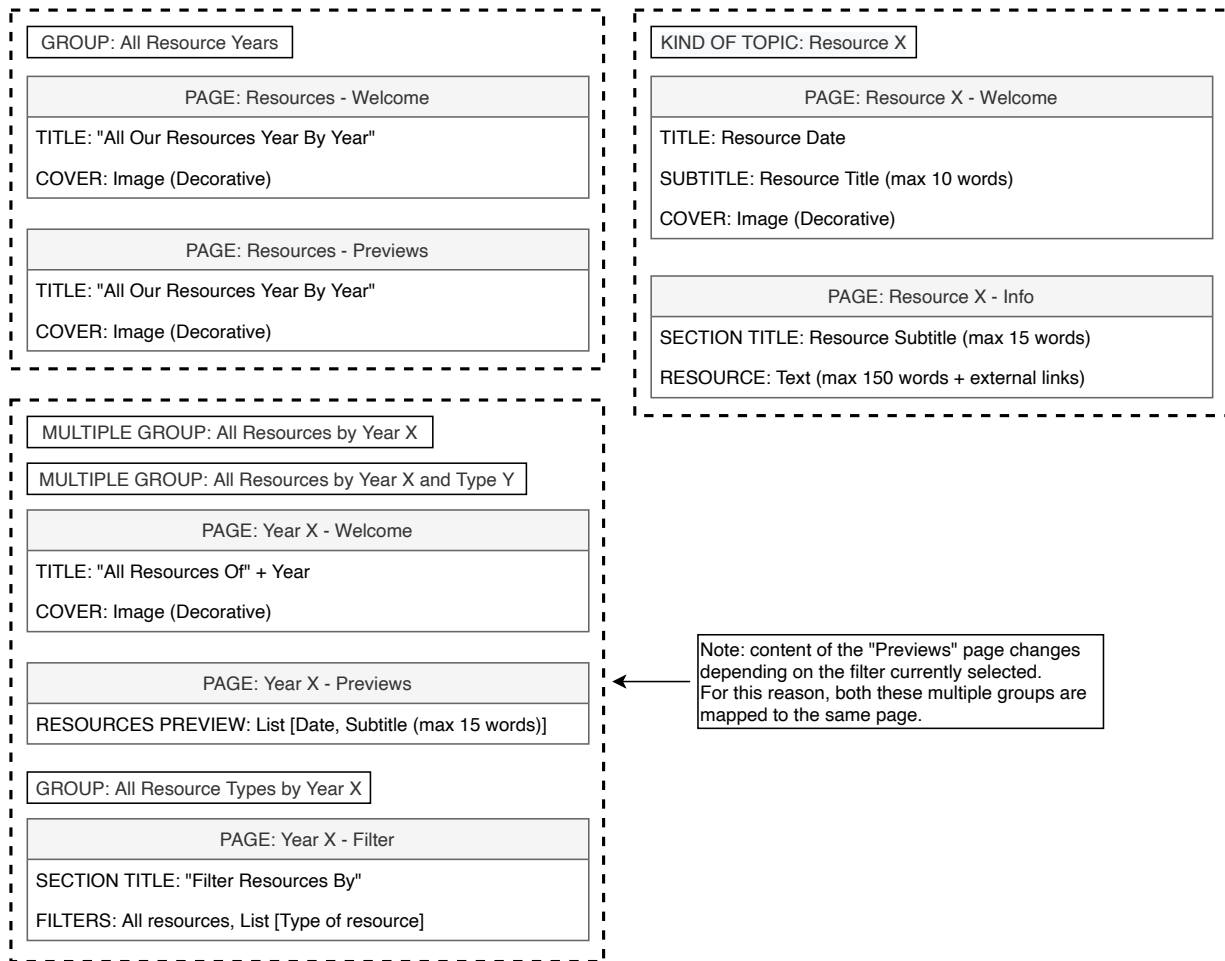 GROUP: All Resource Years
PAGE: Resources - Welcome
TITLE: "All Our Resources Year By Year"
COVER: Image (Decorative)
PAGE: Resources - Previews
TITLE: "All Our Resources Year By Year"
COVER: Image (Decorative)
KIND OF TOPIC: Resource X
PAGE: Resource X - Welcome
TITLE: Resource Date
SUBTITLE: Resource Title (max 10 words)
COVER: Image (Decorative)
PAGE: Resource X - Info
SECTION TITLE: Resource Subtitle (max 15 words)
RESOURCE: Text (max 150 words + external links)
MULTIPLE GROUP: All Resources by Year X
MULTIPLE GROUP: All Resources by Year X and Type Y
PAGE: Year X - Welcome
TITLE: "All Resources Of" + Year
COVER: Image (Decorative)
PAGE: Year X - Previews
RESOURCES PREVIEW: List [Date, Subtitle (max 15 words)]
GROUP: All Resource Types by Year X
PAGE: Year X - Filter
SECTION TITLE: "Filter Resources By"
FILTERS: All resources, List [Type of resource]
Note: content of the "Previews" page changes
depending on the filter currently selected.
For this reason, both these multiple groups are
mapped to the same page.